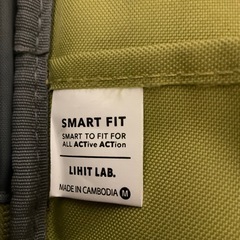 SMART FIT
SMART TO FIT FOR
ALL ACTive ACTion
LIHIT LAB.
MADE IN CAMBODIA M